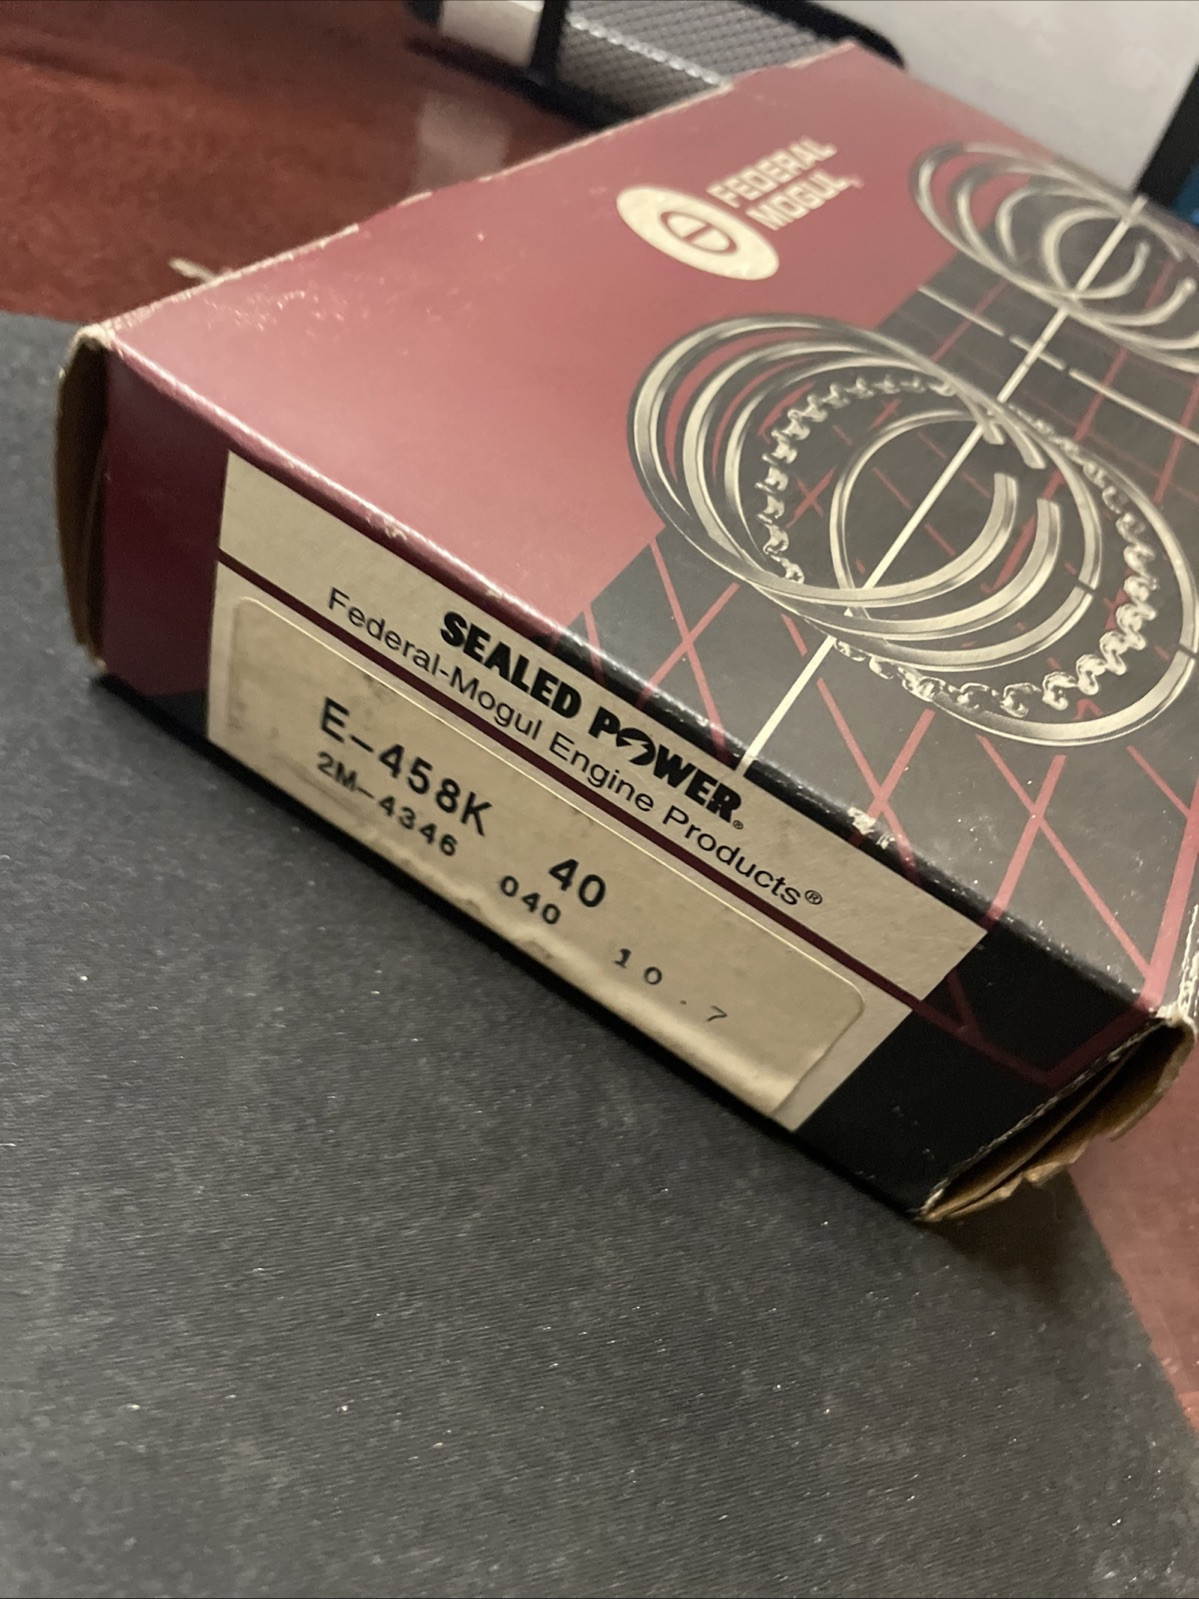 FEDERAL
MOGUL
SEALED POWER®
Federal-Mogul Engine Products®
E-458K 40
2M-4346 040 10.7